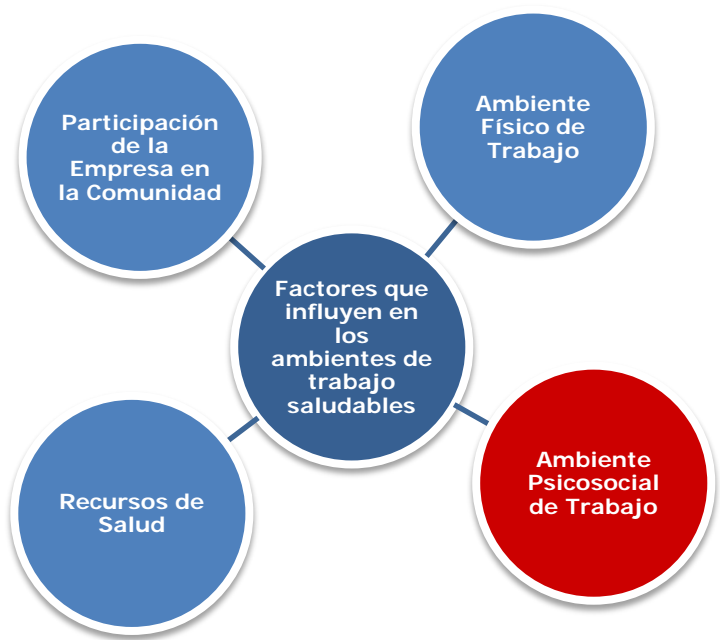 Participación
de la
Empresa en
la Comunidad
Ambiente
Físico de
Trabajo
Factores que
influyen en
los
ambientes de
trabajo
saludables
Recursos de
Salud
Ambiente
Psicosocial
de Trabajo